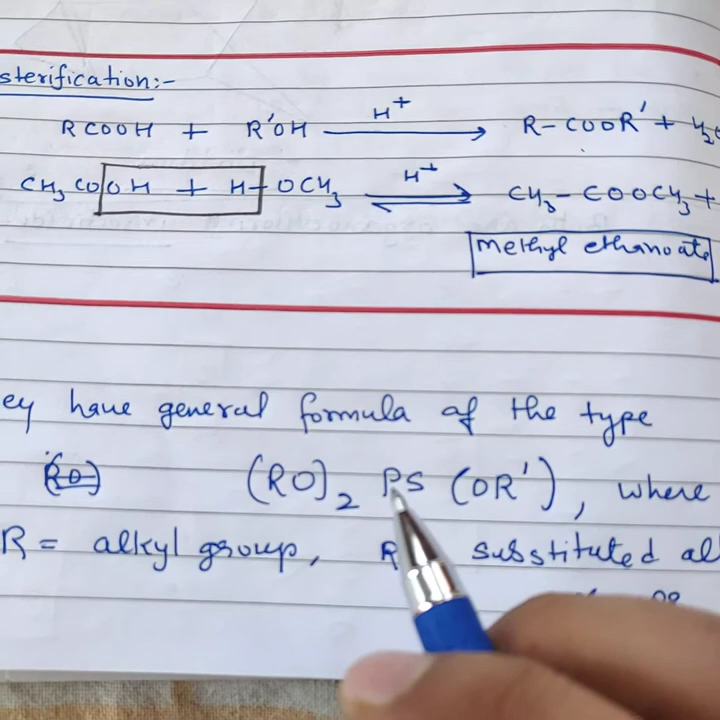 sterification:-
RCOOH + R'OH →(H⁺) R-COOR' +
CH₃COOH + H-OCH₃ ⇌(H⁺) CH₃-COOCH₃ +
methyl ethanoate
ey have general formula of the type
(RO)₂ PS (OR'), where
R = alkyl group, R substituted al